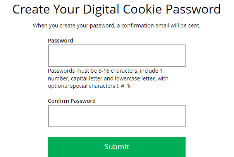 Create Your Digital Cookie Password
When you create your password, a confirmation email will be sent.
Password
Passwords must be 8-16 characters, include 1
number, capital letter and lowercase letter, with
optional special characters !, #, $.
Confirm Password
Submit